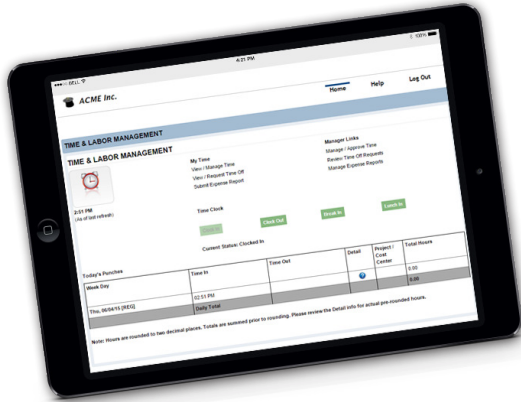 BELL
4:21 PM
100%
ACME Inc.
Home
Help
Log Out
TIME & LABOR MANAGEMENT
TIME & LABOR MANAGEMENT
2:51 PM
(As of last refresh)
My Time
View / Manage Time
View / Request Time Off
Submit Expense Report
Manager Links
Manage / Approve Time
Review Time Off Requests
Manage Expense Reports
Time Clock
Clock In
Clock Out
Break In
Lunch In
Current Status: Clocked In
Today's Punches
Week Day
Time In
Time Out
Detail
Project / Cost Center
Total Hours
Thu, 06/04/15 [REG]
02:51 PM
0.00
Daily Total
0.00
Note: Hours are rounded to two decimal places. Totals are summed prior to rounding. Please review the Detail info for actual pre-rounded hours.